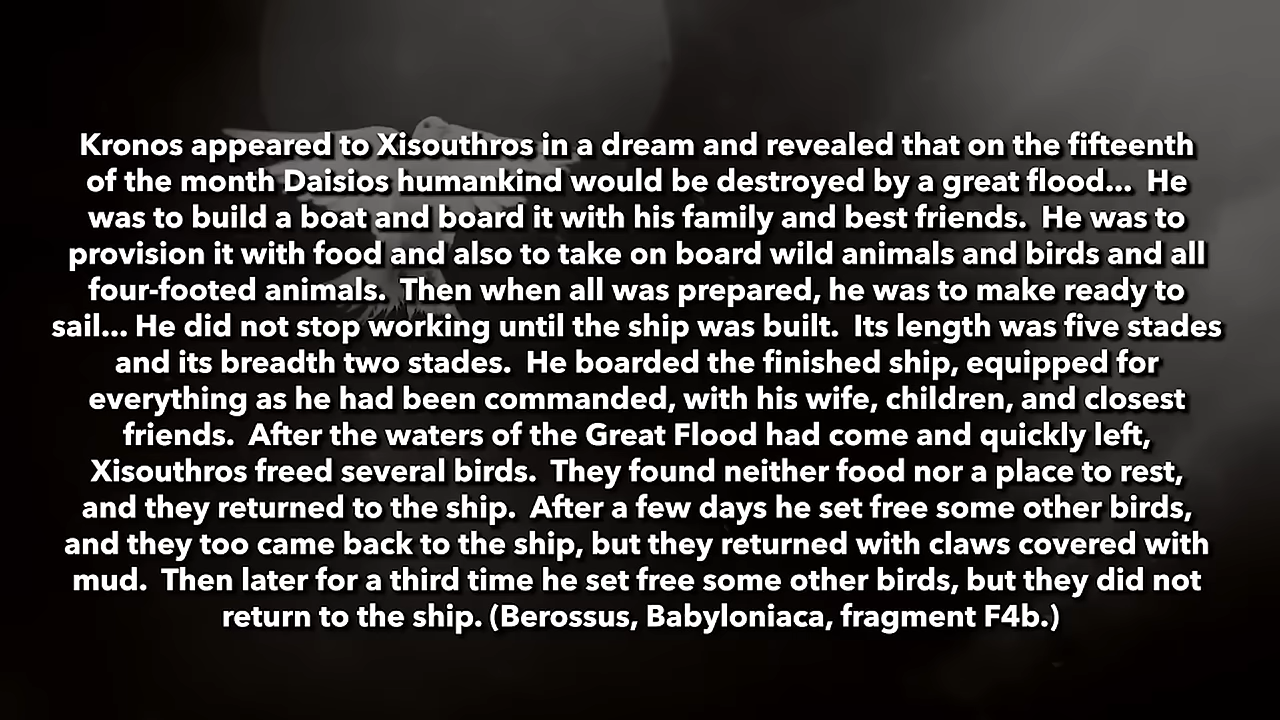 Kronos appeared to Xisouthros in a dream and revealed that on the fifteenth
of the month Daisios humankind would be destroyed by a great flood...  He
was to build a boat and board it with his family and best friends.  He was to
provision it with food and also to take on board wild animals and birds and all
four-footed animals.  Then when all was prepared, he was to make ready to
sail... He did not stop working until the ship was built.  Its length was five stades
and its breadth two stades.  He boarded the finished ship, equipped for
everything as he had been commanded, with his wife, children, and closest
friends.  After the waters of the Great Flood had come and quickly left,
Xisouthros freed several birds.  They found neither food nor a place to rest,
and they returned to the ship.  After a few days he set free some other birds,
and they too came back to the ship, but they returned with claws covered with
mud.  Then later for a third time he set free some other birds, but they did not
return to the ship. (Berossus, Babyloniaca, fragment F4b.)